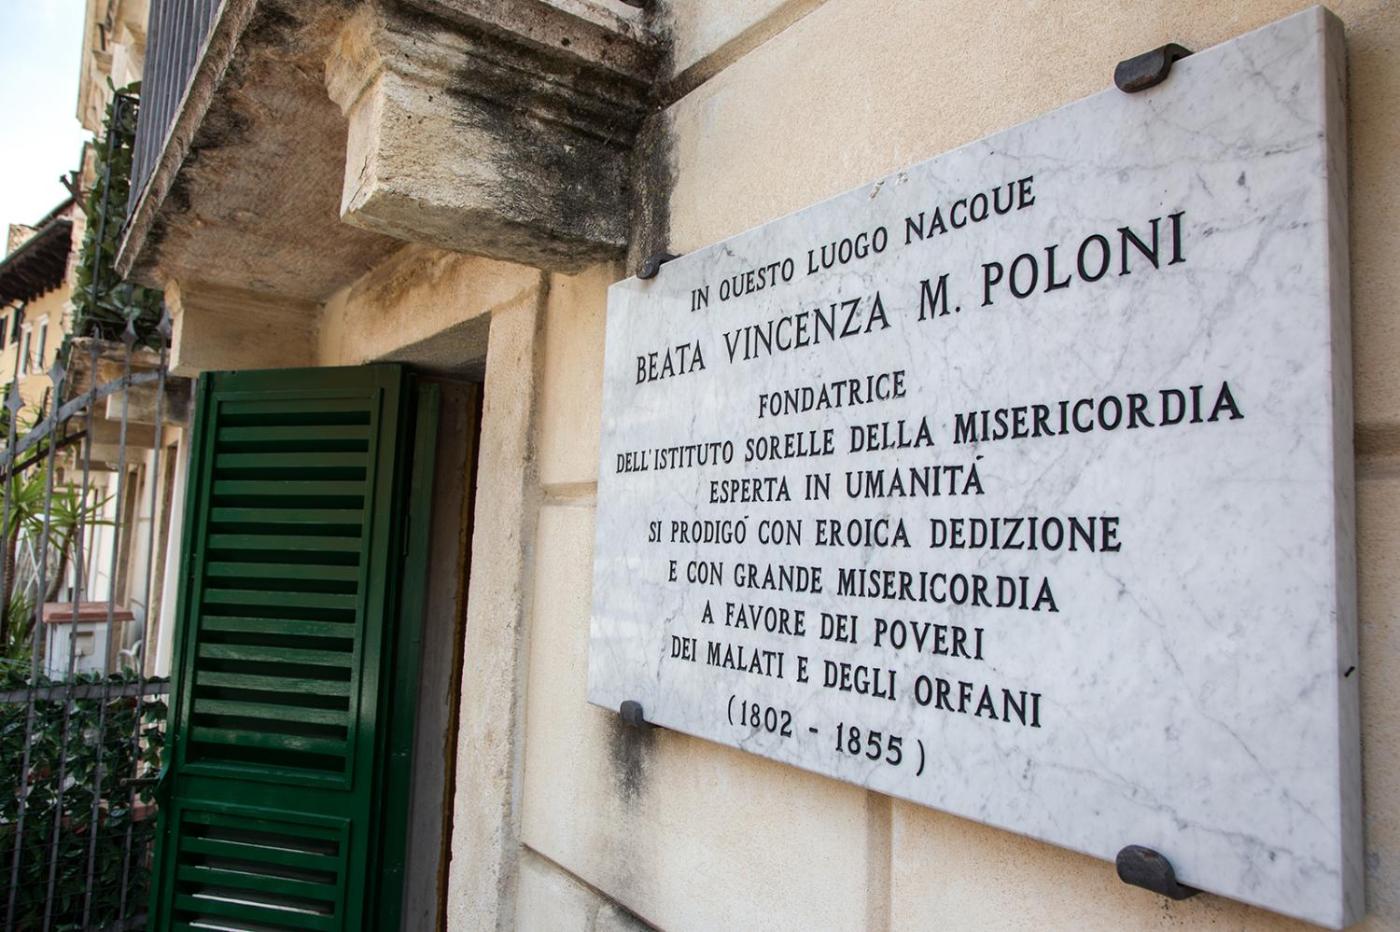 IN QUESTO LUOGO NACQUE
BEATA VINCENZA M. POLONI
FONDATRICE
DELL'ISTITUTO SORELLE DELLA MISERICORDIA
ESPERTA IN UMANITÀ
SI PRODIGÒ CON EROICA DEDIZIONE
E CON GRANDE MISERICORDIA
A FAVORE DEI POVERI
DEI MALATI E DEGLI ORFANI
(1802 - 1855)